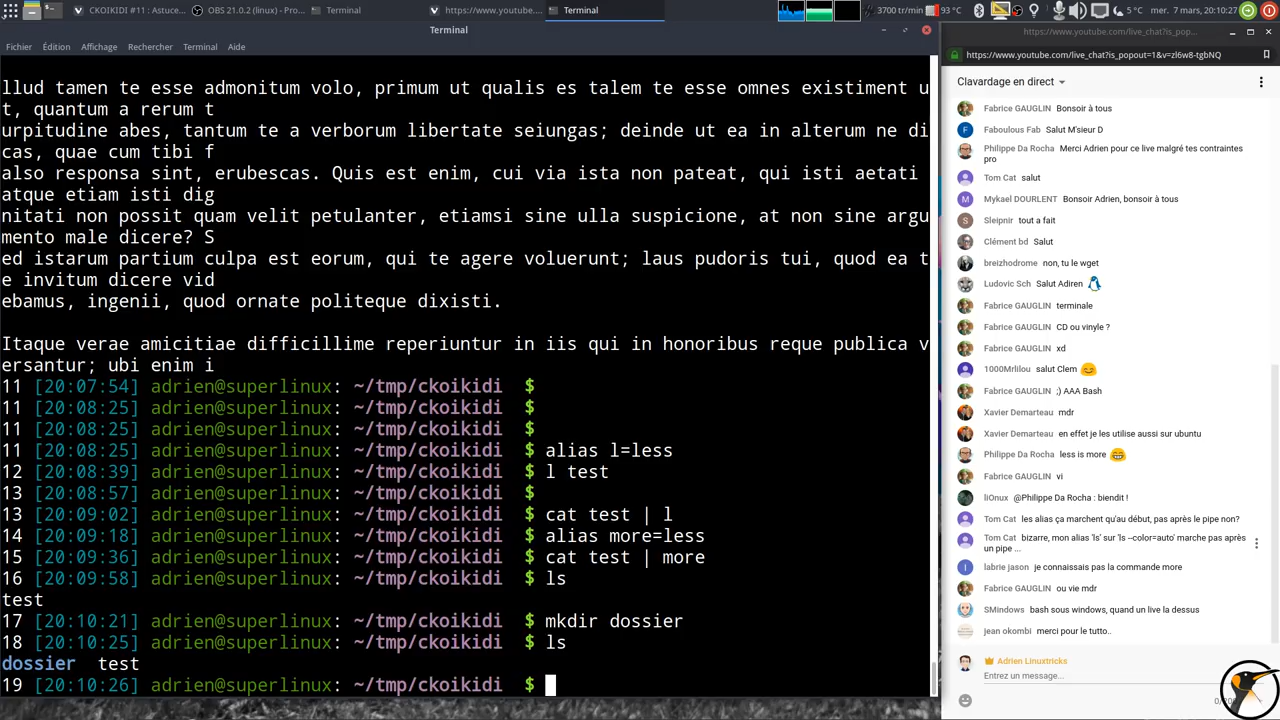 CKOIKIDI #11 : Astuce...
OBS 21.0.2 (linux) - Pro...
Terminal
https://www.youtube....
Terminal
3700 tr/min
93 °C
5 °C
mer. 7 mars, 20:10:27
Terminal
Fichier Édition Affichage Rechercher Terminal Aide
llud tamen te esse admonitum volo, primum ut qualis es talem te esse omnes existiment u
t, quantum a rerum t
urpitudine abes, tantum te a verborum libertate seiungas; deinde ut ea in alterum ne di
cas, quae cum tibi f
also responsa sint, erubescas. Quis est enim, cui via ista non pateat, qui isti aetati
atque etiam isti dig
nitati non possit quam velit petulanter, etiamsi sine ulla suspicione, at non sine argu
mento male dicere? S
ed istarum partium culpa est eorum, qui te agere voluerunt; laus pudoris tui, quod ea t
e invitum dicere vid
ebamus, ingenii, quod ornate politeque dixisti.
Itaque verae amicitiae difficillime reperiuntur in iis qui in honoribus reque publica v
ersantur; ubi enim i
11 [20:07:54] adrien@superlinux: ~/tmp/ckoikidi $
11 [20:08:25] adrien@superlinux: ~/tmp/ckoikidi $
11 [20:08:25] adrien@superlinux: ~/tmp/ckoikidi $
11 [20:08:25] adrien@superlinux: ~/tmp/ckoikidi $ alias l=less
12 [20:08:39] adrien@superlinux: ~/tmp/ckoikidi $ l test
13 [20:08:57] adrien@superlinux: ~/tmp/ckoikidi $
13 [20:09:02] adrien@superlinux: ~/tmp/ckoikidi $ cat test | l
14 [20:09:18] adrien@superlinux: ~/tmp/ckoikidi $ alias more=less
15 [20:09:36] adrien@superlinux: ~/tmp/ckoikidi $ cat test | more
16 [20:09:58] adrien@superlinux: ~/tmp/ckoikidi $ ls
test
17 [20:10:21] adrien@superlinux: ~/tmp/ckoikidi $ mkdir dossier
18 [20:10:25] adrien@superlinux: ~/tmp/ckoikidi $ ls
dossier test
19 [20:10:26] adrien@superlinux: ~/tmp/ckoikidi $
https://www.youtube.com/live_chat?is_pop...
https://www.youtube.com/live_chat?is_popout=1&v=zl6w8-tgbNQ
Clavardage en direct
Fabrice GAUGLIN Bonsoir à tous
F Faboulous Fab Salut M'sieur D
Philippe Da Rocha Merci Adrien pour ce live malgré tes contraintes
pro
Tom Cat salut
M Mykael DOURLENT Bonsoir Adrien, bonsoir à tous
Sleipnir tout a fait
Clément bd Salut
breizhodrome non, tu le wget
Ludovic Sch Salut Adiren
Fabrice GAUGLIN terminale
Fabrice GAUGLIN CD ou vinyle ?
Fabrice GAUGLIN xd
1000Mrlilou salut Clem
Fabrice GAUGLIN ;) AAA Bash
Xavier Demarteau mdr
Xavier Demarteau en effet je les utilise aussi sur ubuntu
Philippe Da Rocha less is more
Fabrice GAUGLIN vi
liOnux @Philippe Da Rocha : biendit !
Tom Cat les alias ça marchent qu'au début, pas après le pipe non?
Tom Cat bizarre, mon alias 'ls' sur 'ls --color=auto' marche pas après
un pipe ...
labrie jason je connaissais pas la commande more
Fabrice GAUGLIN ou vie mdr
SMindows bash sous windows, quand un live la dessus
jean okombi merci pour le tutto..
Adrien Linuxtricks
Entrez un message...